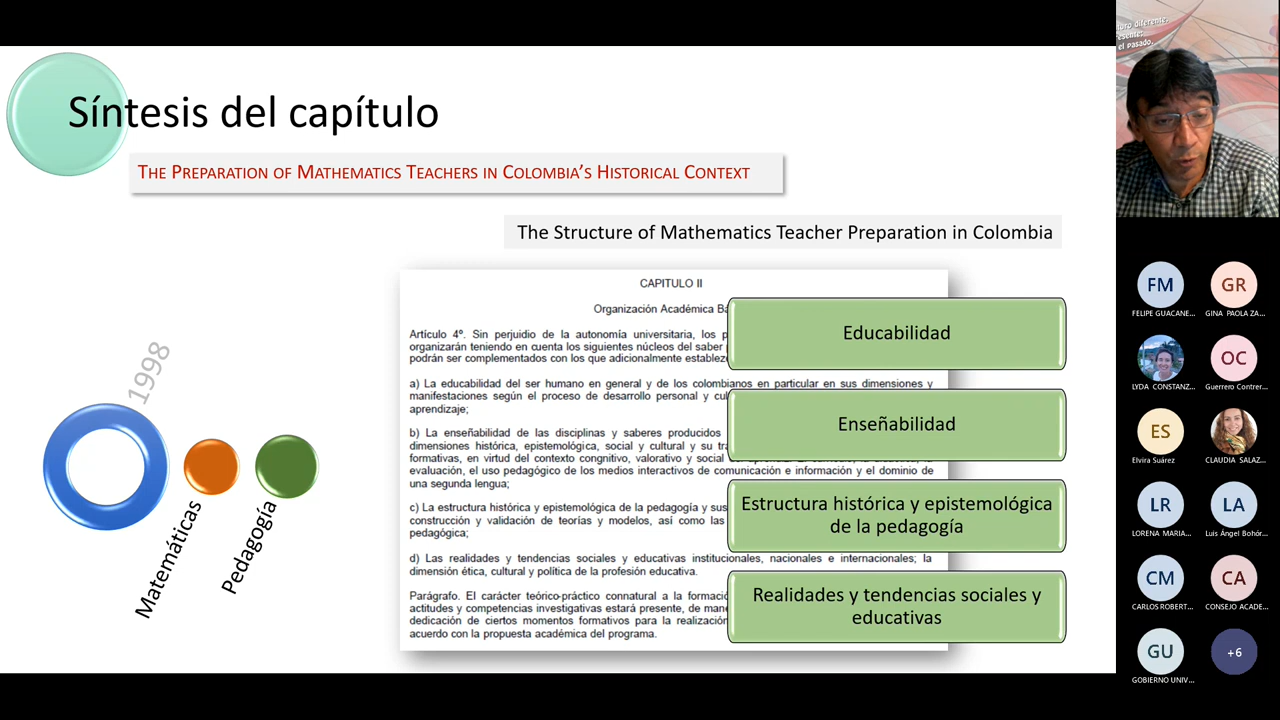 Síntesis del capítulo
THE PREPARATION OF MATHEMATICS TEACHERS IN COLOMBIA'S HISTORICAL CONTEXT
The Structure of Mathematics Teacher Preparation in Colombia
CAPITULO II
Organización Académica
Artículo 4º. Sin perjuicio de la autonomía universitaria, los
organizarán teniendo en cuenta los siguientes núcleos del saber
podrán ser complementados con los que adicionalmente
a) La educabilidad del ser humano en general y de los colombianos en particular en sus dimensiones y
manifestaciones según el proceso de desarrollo personal y
aprendizaje;
b) La enseñabilidad de las disciplinas y saberes producidos
dimensiones histórica, epistemológica, social y cultural y su
formativas, en virtud del contexto congnitivo, valorativo y social
evaluación, el uso pedagógico de los medios interactivos de comunicación e información y el dominio de
una segunda lengua;
c) La estructura histórica y epistemológica de la pedagogía y sus
construcción y validación de teorías y modelos, así como las
pedagógica;
d) Las realidades y tendencias sociales y educativas institucionales, nacionales e internacionales; la
dimensión ética, cultural y política de la profesión educativa.
Parágrafo. El carácter teórico-práctico connatural a la
actitudes y competencias investigativas estará presente, de
dedicación de ciertos momentos formativos para la
acuerdo con la propuesta académica del programa.
Educabilidad
Enseñabilidad
Estructura histórica y epistemológica
de la pedagogía
Realidades y tendencias sociales y
educativas
1998
Matemáticas
Pedagogía
uro diferente,
el Pasado,
FM
GR
FELIPE GUACANE...
GINA PAOLA ZA...
OC
LYDA CONSTANZ...
Guerrero Contrer...
ES
Elvira Suárez
CLAUDIA SALAZ...
LR
LA
LORENA MARIA...
Luis Ángel Bohór...
CM
CA
CARLOS ROBERT...
CONSEJO ACADE...
GU
+6
GOBIERNO UNIV...